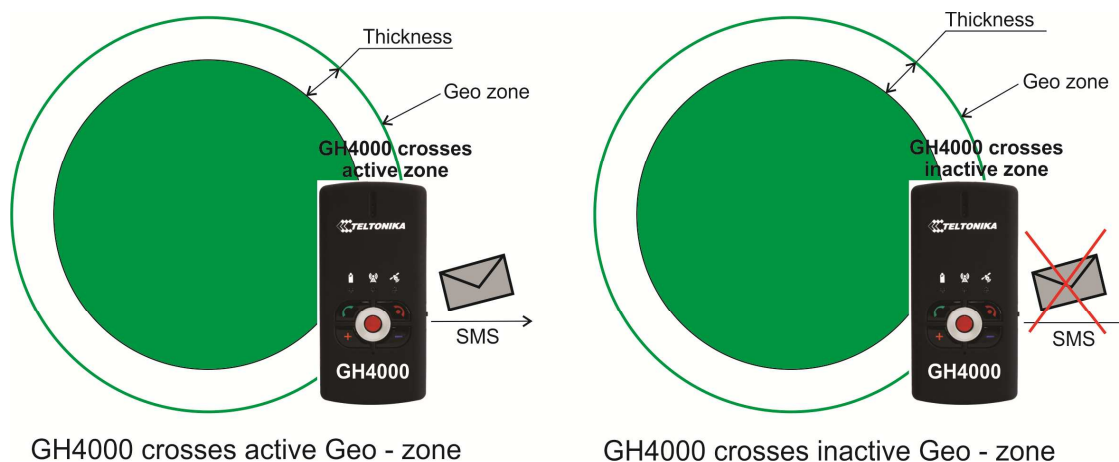 Thickness
Geo zone
GH4000 crosses
active zone
TELTONIKA
SMS
GH4000
GH4000 crosses active Geo - zone
Thickness
Geo zone
GH4000 crosses
inactive zone
TELTONIKA
SMS
GH4000
GH4000 crosses inactive Geo - zone